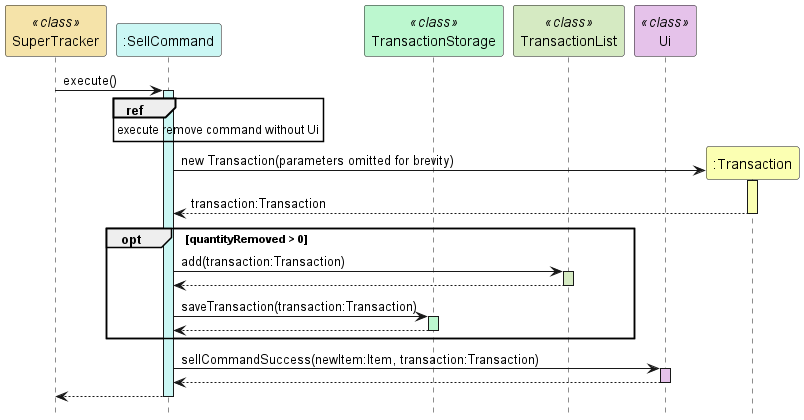 «class»
SuperTracker
:SellCommand
«class»
TransactionStorage
«class»
TransactionList
«class»
Ui
execute()
ref
execute remove command without Ui
new Transaction(parameters omitted for brevity)
:Transaction
transaction:Transaction
opt [quantityRemoved > 0]
add(transaction:Transaction)
saveTransaction(transaction:Transaction)
sellCommandSuccess(newItem:Item, transaction:Transaction)